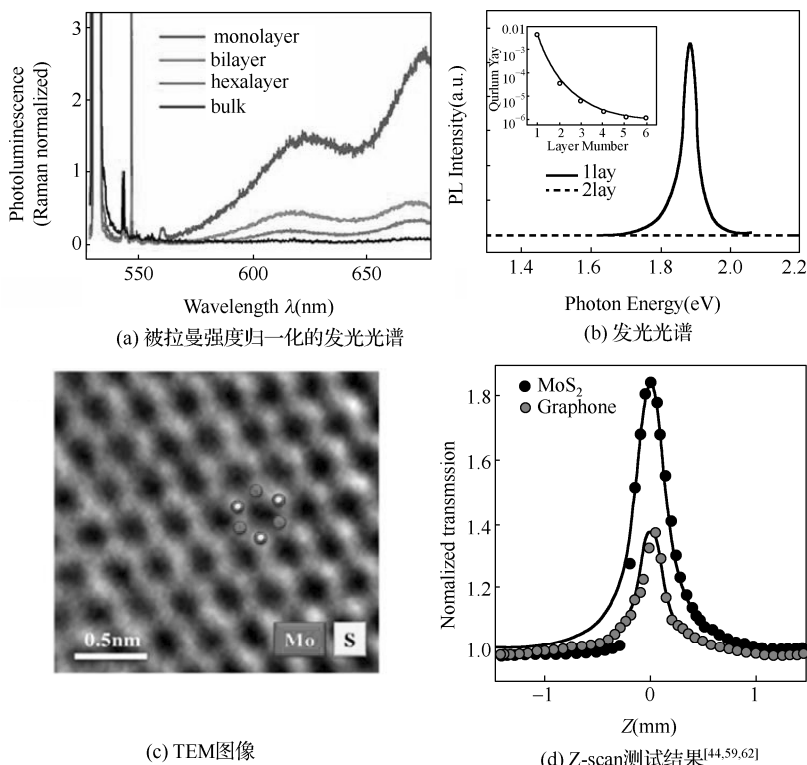 3
2
1
0
Photoluminescence
(Raman normalized)
monolayer
bilayer
hexalayer
bulk
550
600
650
Wavelength λ(nm)
(a) 被拉曼强度归一化的发光光谱
PL Intensity(a.u.)
Quirlum Yay
0.01
10⁻³
10⁻⁴
10⁻⁵
10⁻⁶
1 2 3 4 5 6
Layer Mumber
1lay
2lay
1.4 1.6 1.8 2.0 2.2
Photon Energy(eV)
(b) 发光光谱
0.5nm
Mo
S
(c) TEM图像
Nomalized transmssion
1.8
1.6
1.4
1.2
1.0
MoS₂
Graphone
−1 0 1
Z(mm)
(d) Z-scan测试结果[44,59,62]